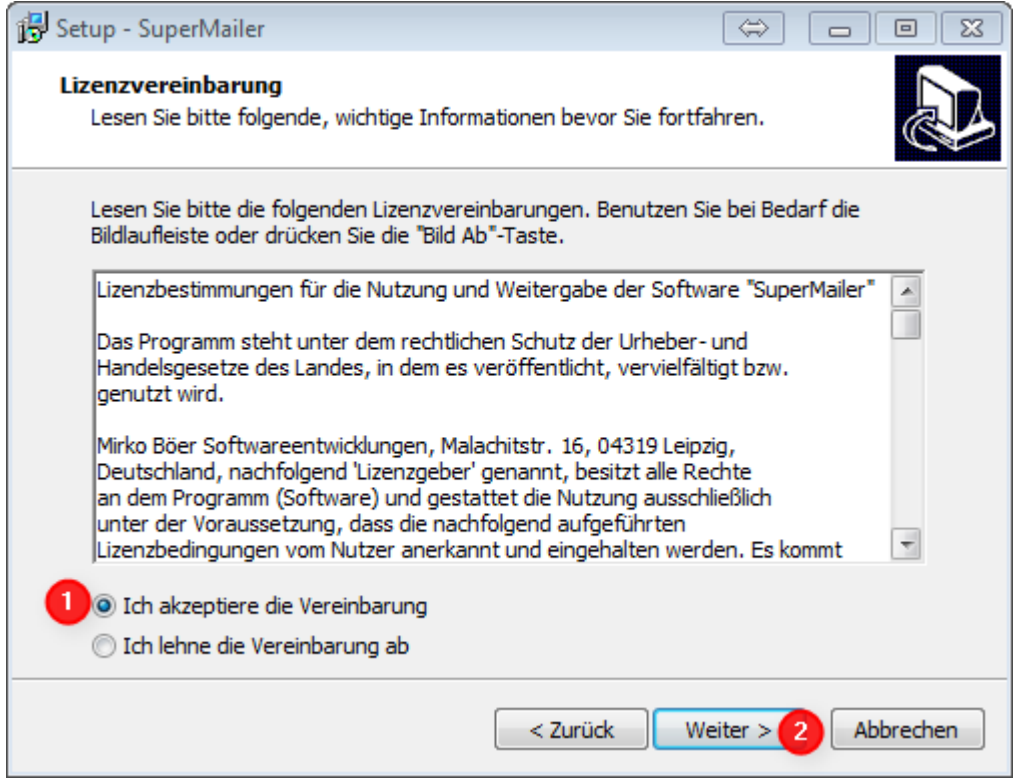 Setup - SuperMailer
Lizenzvereinbarung
Lesen Sie bitte folgende, wichtige Informationen bevor Sie fortfahren.
Lesen Sie bitte die folgenden Lizenzvereinbarungen. Benutzen Sie bei Bedarf die
Bildlaufleiste oder drücken Sie die "Bild Ab"-Taste.
Lizenzbestimmungen für die Nutzung und Weitergabe der Software "SuperMailer"
Das Programm steht unter dem rechtlichen Schutz der Urheber- und
Handelsgesetze des Landes, in dem es veröffentlicht, vervielfältigt bzw.
genutzt wird.
Mirko Böer Softwareentwicklungen, Malachitstr. 16, 04319 Leipzig,
Deutschland, nachfolgend 'Lizenzgeber' genannt, besitzt alle Rechte
an dem Programm (Software) und gestattet die Nutzung ausschließlich
unter der Voraussetzung, dass die nachfolgend aufgeführten
Lizenzbedingungen vom Nutzer anerkannt und eingehalten werden. Es kommt
1 Ich akzeptiere die Vereinbarung
Ich lehne die Vereinbarung ab
< Zurück Weiter > 2 Abbrechen